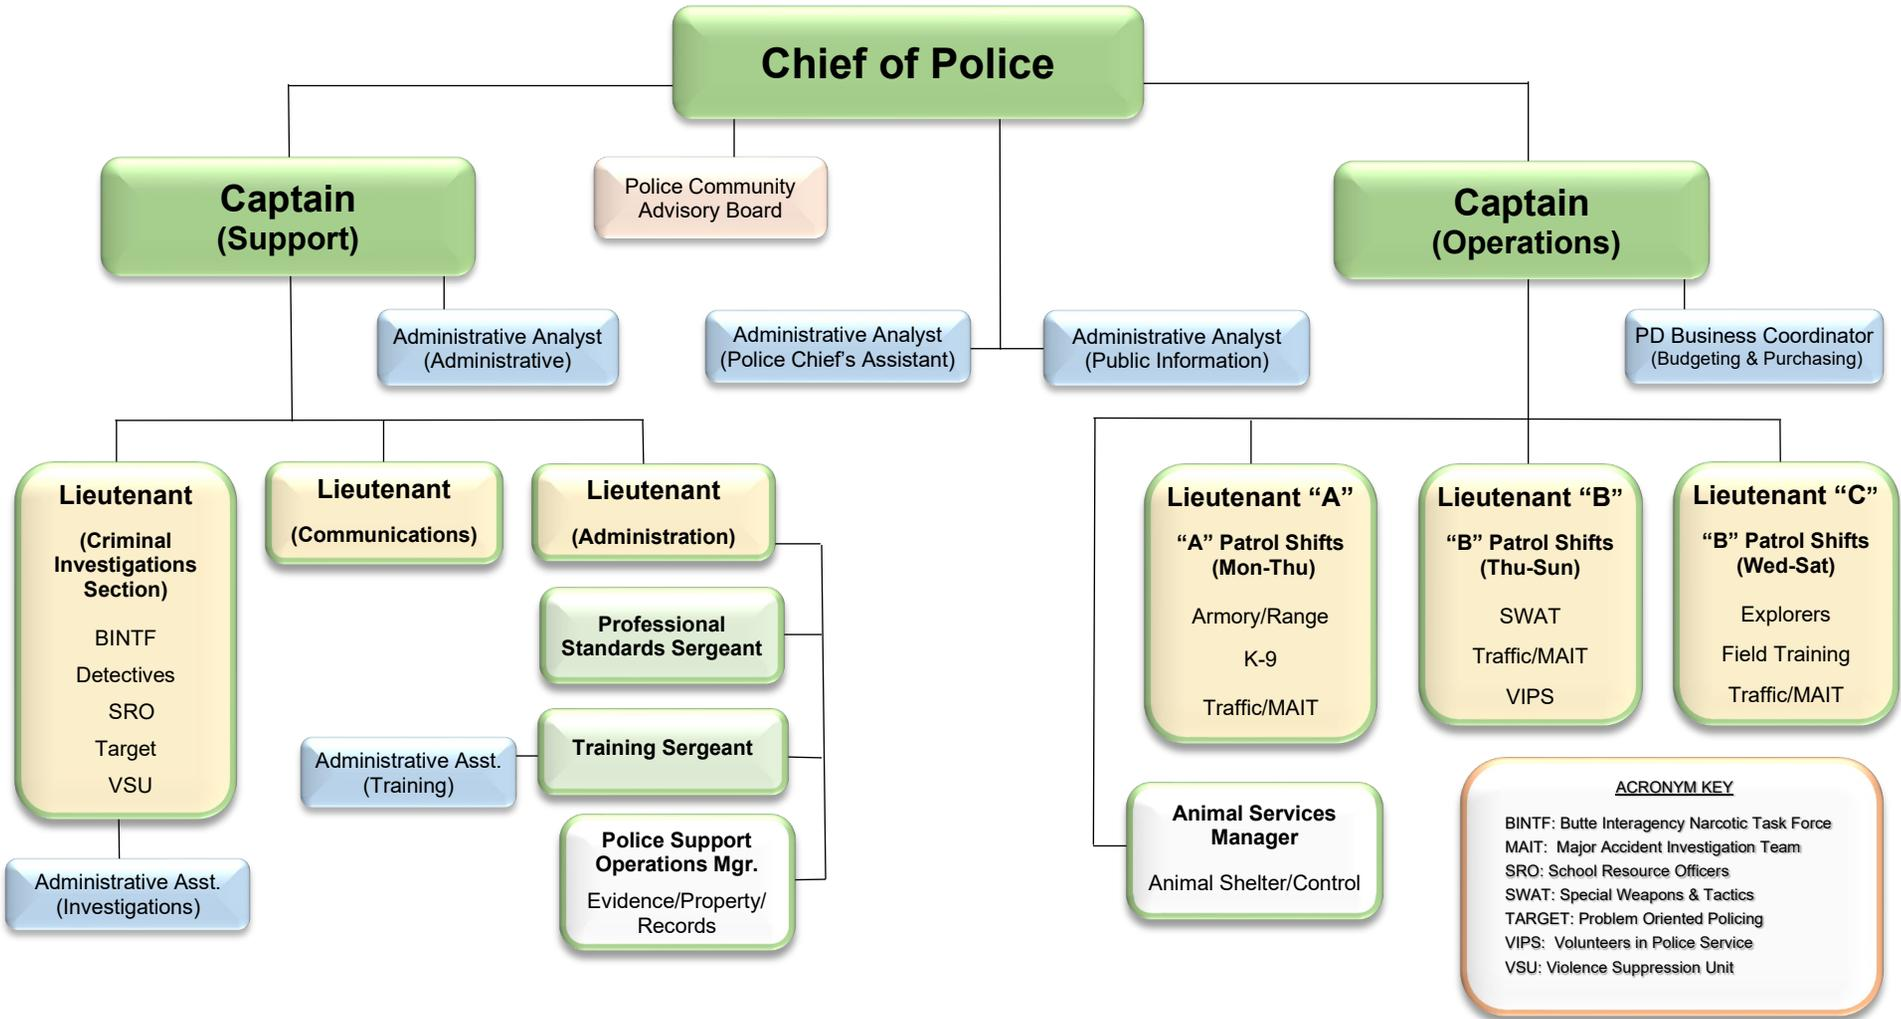 Chief of Police
Captain
(Support)
Police Community
Advisory Board
Captain
(Operations)
Administrative Analyst
(Administrative)
Administrative Analyst
(Police Chief’s Assistant)
Administrative Analyst
(Public Information)
PD Business Coordinator
(Budgeting & Purchasing)
Lieutenant
(Criminal
Investigations
Section)
BINTF
Detectives
SRO
Target
VSU
Administrative Asst.
(Investigations)
Lieutenant
(Communications)
Lieutenant
(Administration)
Professional
Standards Sergeant
Training Sergeant
Administrative Asst.
(Training)
Police Support
Operations Mgr.
Evidence/Property/
Records
Lieutenant “A”
“A” Patrol Shifts
(Mon-Thu)
Armory/Range
K-9
Traffic/MAIT
Lieutenant “B”
“B” Patrol Shifts
(Thu-Sun)
SWAT
Traffic/MAIT
VIPS
Lieutenant “C”
“B” Patrol Shifts
(Wed-Sat)
Explorers
Field Training
Traffic/MAIT
Animal Services
Manager
Animal Shelter/Control
ACRONYM KEY
BINTF: Butte Interagency Narcotic Task Force
MAIT: Major Accident Investigation Team
SRO: School Resource Officers
SWAT: Special Weapons & Tactics
TARGET: Problem Oriented Policing
VIPS: Volunteers in Police Service
VSU: Violence Suppression Unit